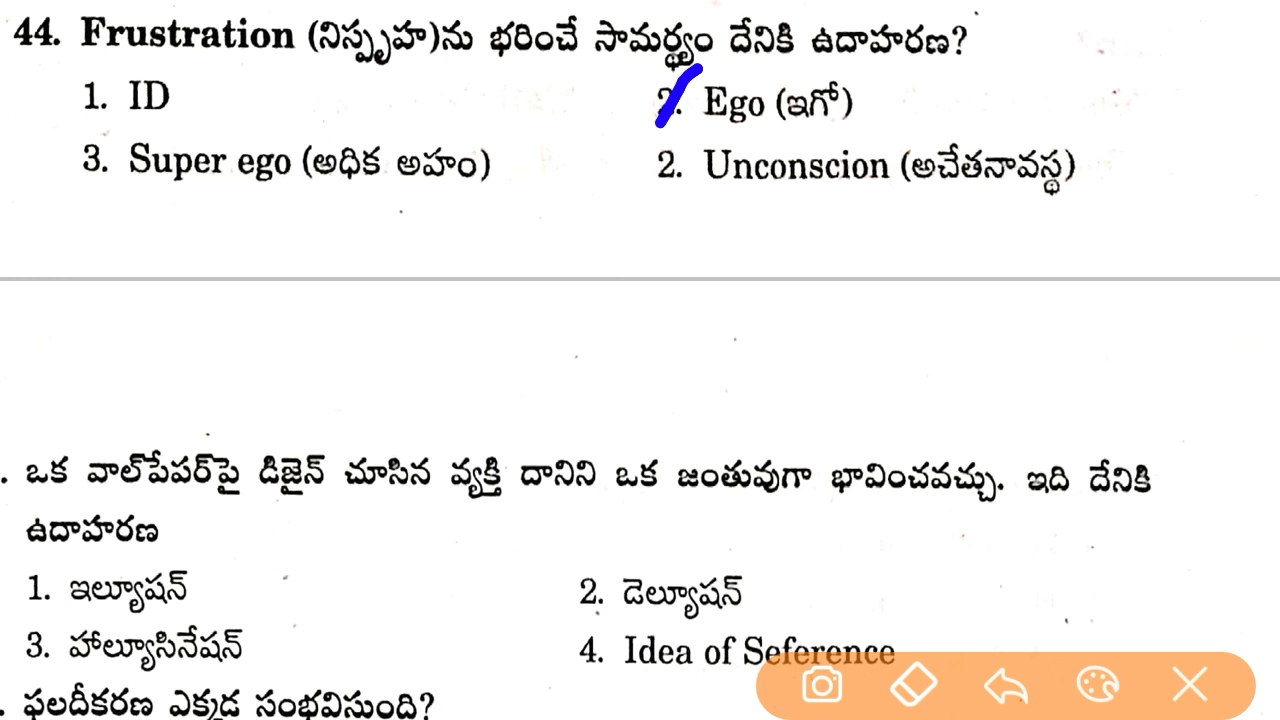 44. Frustration (నిస్పృహ)ను భరించే సామర్థ్యం దేనికి ఉదాహరణ?
1. ID
2. Ego (ఇగో)
3. Super ego (అధిక అహం)
2. Unconscion (అచేతనావస్థ)
. ఒక వాల్‌పేపర్‌పై డిజైన్ చూసిన వ్యక్తి దానిని ఒక జంతువుగా భావించవచ్చు. ఇది దేనికి
ఉదాహరణ
1. ఇల్యూషన్
2. డెల్యూషన్
3. హాల్యూసినేషన్
4. Idea of Seference
. ఫలదీకరణ ఎక్కడ సంభవిస్తుంది?